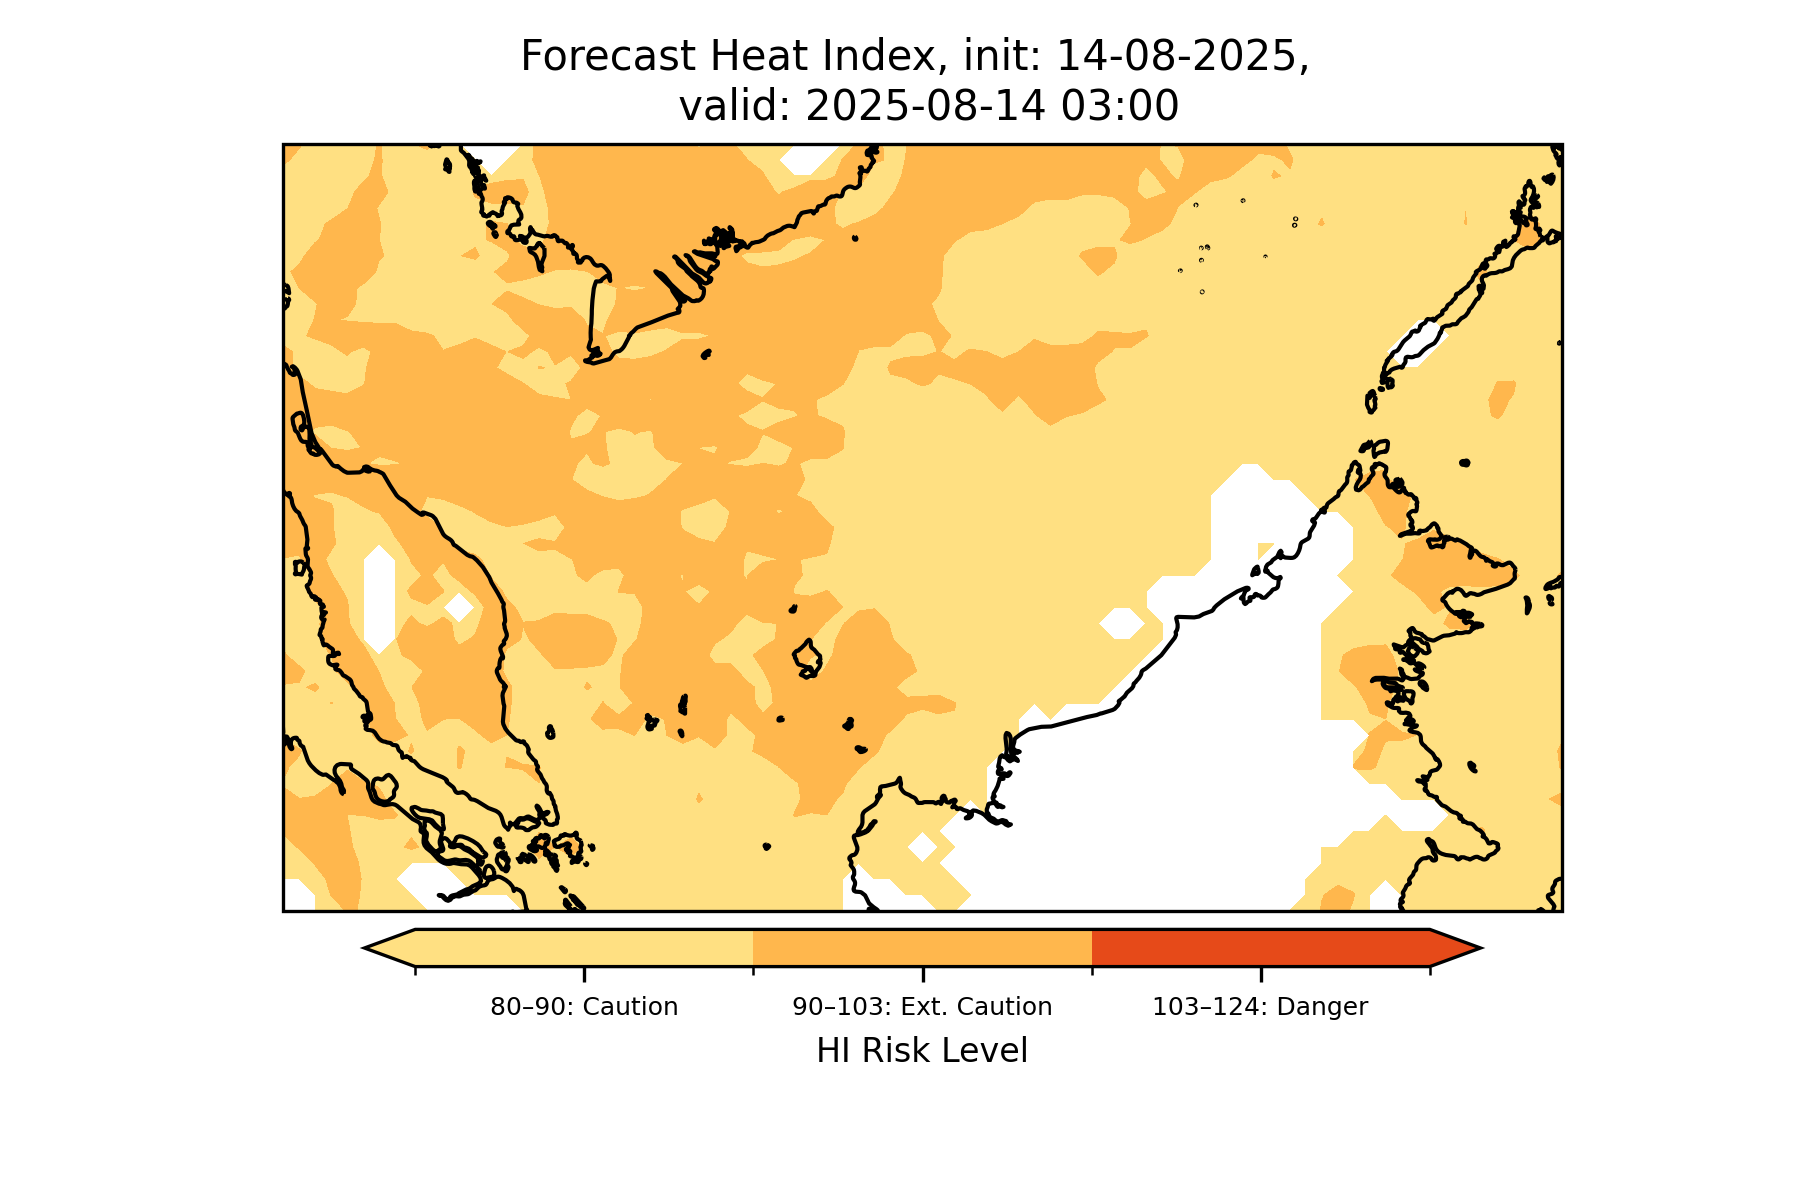 Forecast Heat Index, init: 14-08-2025,
valid: 2025-08-14 03:00
80–90: Caution
90–103: Ext. Caution
103–124: Danger
HI Risk Level